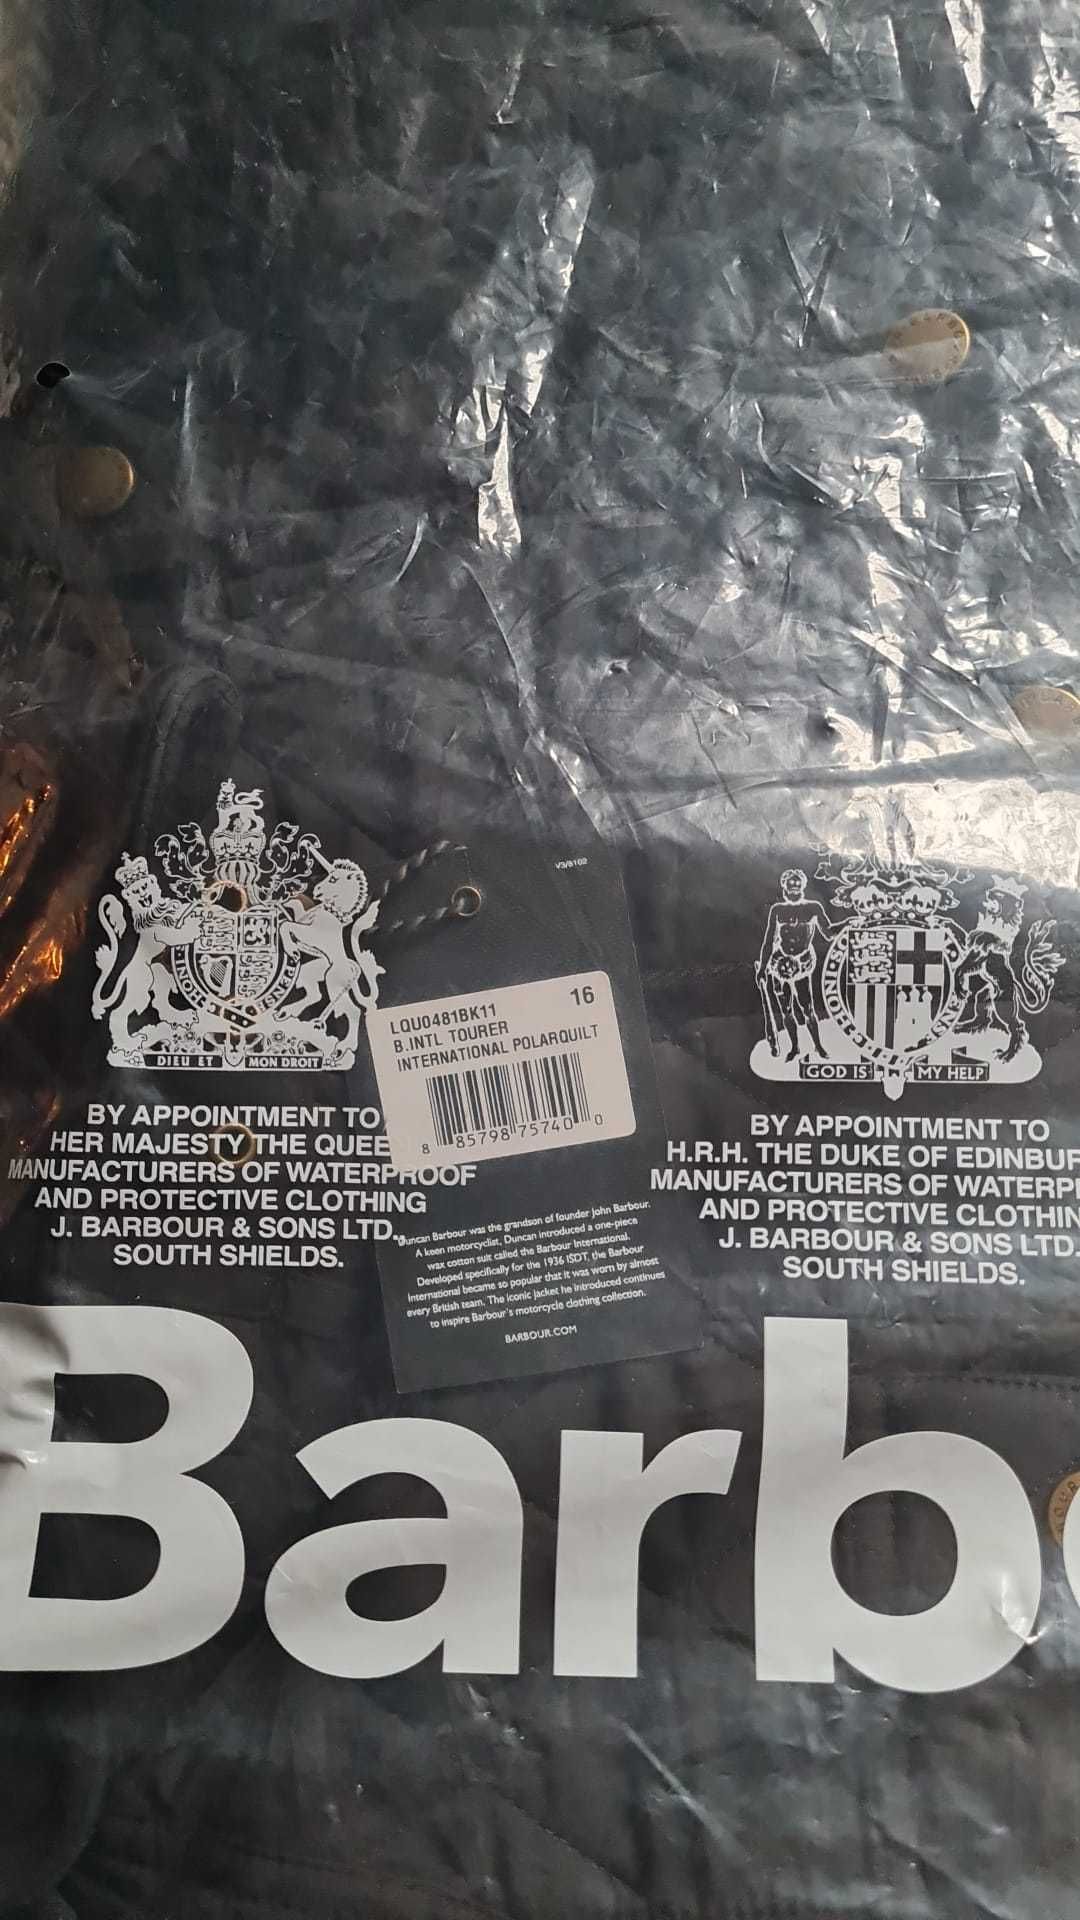 V3/8102
16
LQU0481BK11
B.INTL TOURER
INTERNATIONAL POLARQUILT
8 85798 75740 0
DIEU ET MON DROIT
BY APPOINTMENT TO
HER MAJESTY THE QUEE
MANUFACTURERS OF WATERPROOF
AND PROTECTIVE CLOTHING
J. BARBOUR & SONS LTD.,
SOUTH SHIELDS.
GOD IS MY HELP
BY APPOINTMENT TO
H.R.H. THE DUKE OF EDINBUR
MANUFACTURERS OF WATERP
AND PROTECTIVE CLOTHIN
J. BARBOUR & SONS LTD.
SOUTH SHIELDS.
Duncan Barbour was the grandson of founder John Barbour.
A keen motorcyclist, Duncan introduced a one-piece
wax cotton suit called the Barbour International.
Developed specifically for the 1936 ISDT, the Barbour
International became so popular that it was worn by almost
every British team. The iconic jacket he introduced continues
to inspire Barbour's motorcycle clothing collection.
BARBOUR.COM
Barb